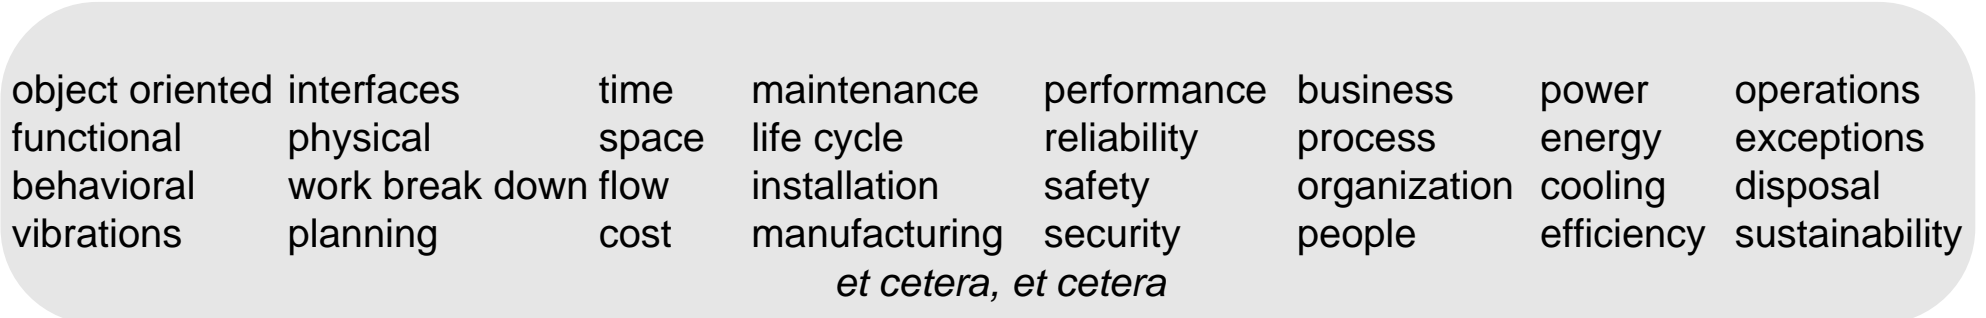 object oriented interfaces time maintenance performance business power operations
functional physical space life cycle reliability process energy exceptions
behavioral work break down flow installation safety organization cooling disposal
vibrations planning cost manufacturing security people efficiency sustainability
et cetera, et cetera